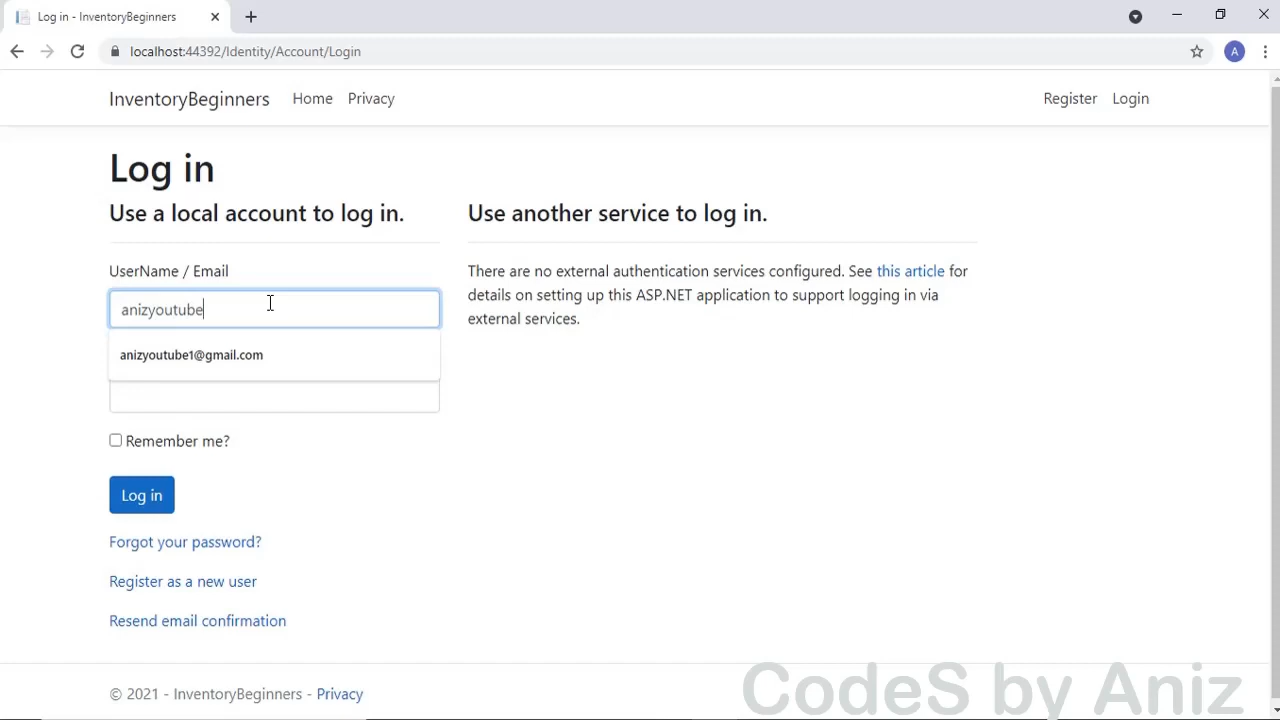 Log in - InventoryBeginners
localhost:44392/Identity/Account/Login
A
InventoryBeginners Home Privacy Register Login
Log in
Use a local account to log in.
UserName / Email
anizyoutube
anizyoutube1@gmail.com
Remember me?
Log in
Forgot your password?
Register as a new user
Resend email confirmation
Use another service to log in.
There are no external authentication services configured. See this article for
details on setting up this ASP.NET application to support logging in via
external services.
© 2021 - InventoryBeginners - Privacy
CodeS by Aniz